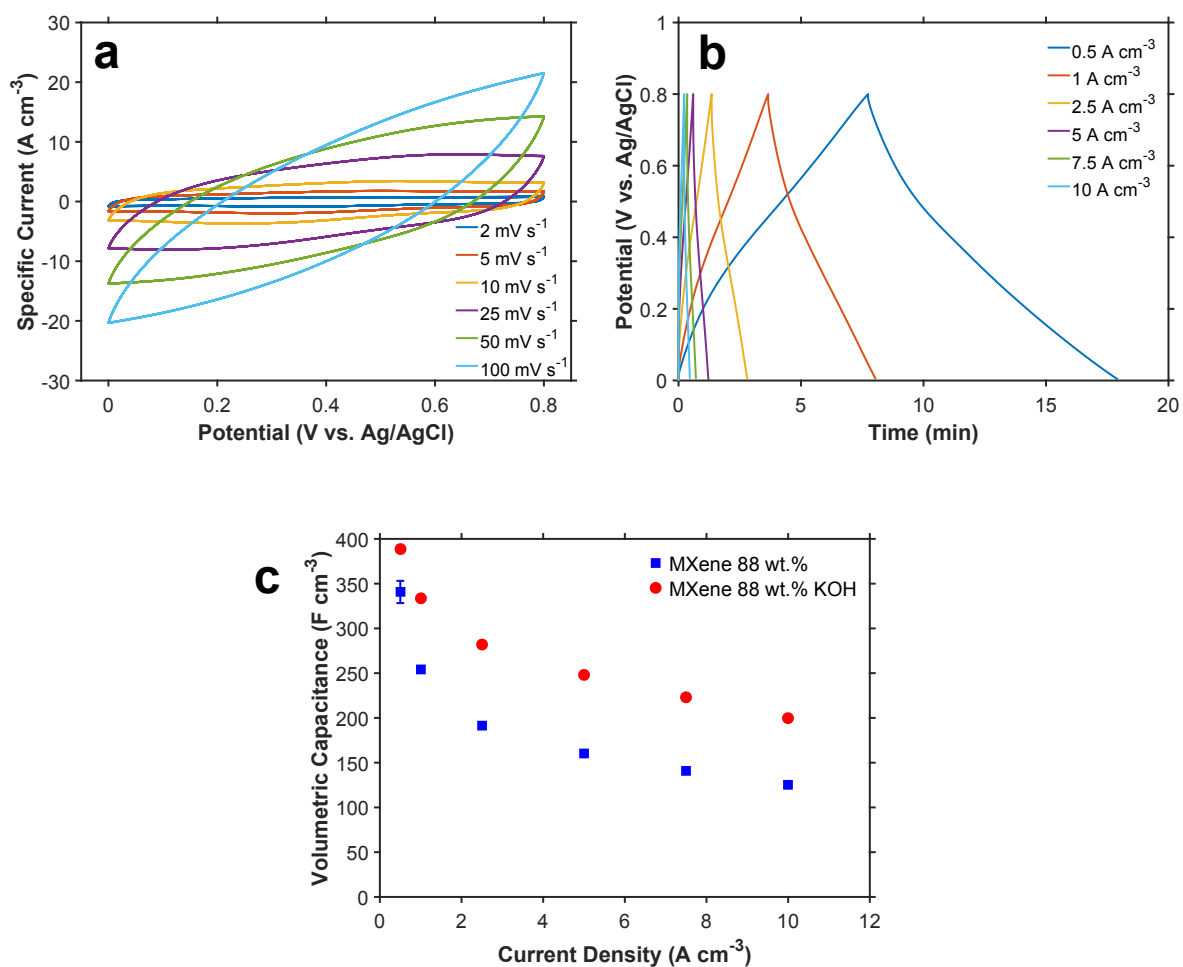 a
30
20
10
0
-10
-20
-30
Specific Current (A cm⁻³)
2 mV s⁻¹
5 mV s⁻¹
10 mV s⁻¹
25 mV s⁻¹
50 mV s⁻¹
100 mV s⁻¹
0 0.2 0.4 0.6 0.8
Potential (V vs. Ag/AgCl)
b
1
0.8
0.6
0.4
0.2
0
Potential (V vs. Ag/AgCl)
0.5 A cm⁻³
1 A cm⁻³
2.5 A cm⁻³
5 A cm⁻³
7.5 A cm⁻³
10 A cm⁻³
0 5 10 15 20
Time (min)
c
400
350
300
250
200
150
100
50
0
Volumetric Capacitance (F cm⁻³)
MXene 88 wt.%
MXene 88 wt.% KOH
0 2 4 6 8 10 12
Current Density (A cm⁻³)